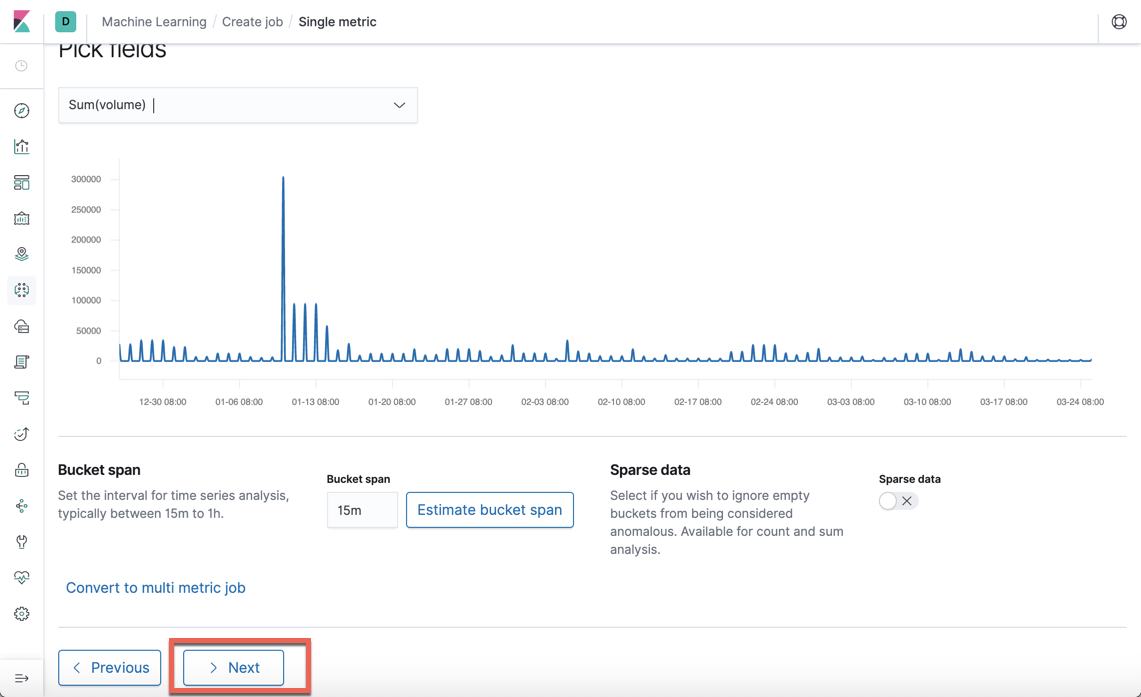 D Machine Learning / Create job / Single metric
Pick fields
Sum(volume)
300000
250000
200000
150000
100000
50000
0
12-30 08:00 01-06 08:00 01-13 08:00 01-20 08:00 01-27 08:00 02-03 08:00 02-10 08:00 02-17 08:00 02-24 08:00 03-03 08:00 03-10 08:00 03-17 08:00 03-24 08:00
Bucket span
Set the interval for time series analysis,
typically between 15m to 1h.
Bucket span
15m Estimate bucket span
Sparse data
Select if you wish to ignore empty
buckets from being considered
anomalous. Available for count and sum
analysis.
Sparse data
Convert to multi metric job
Previous Next